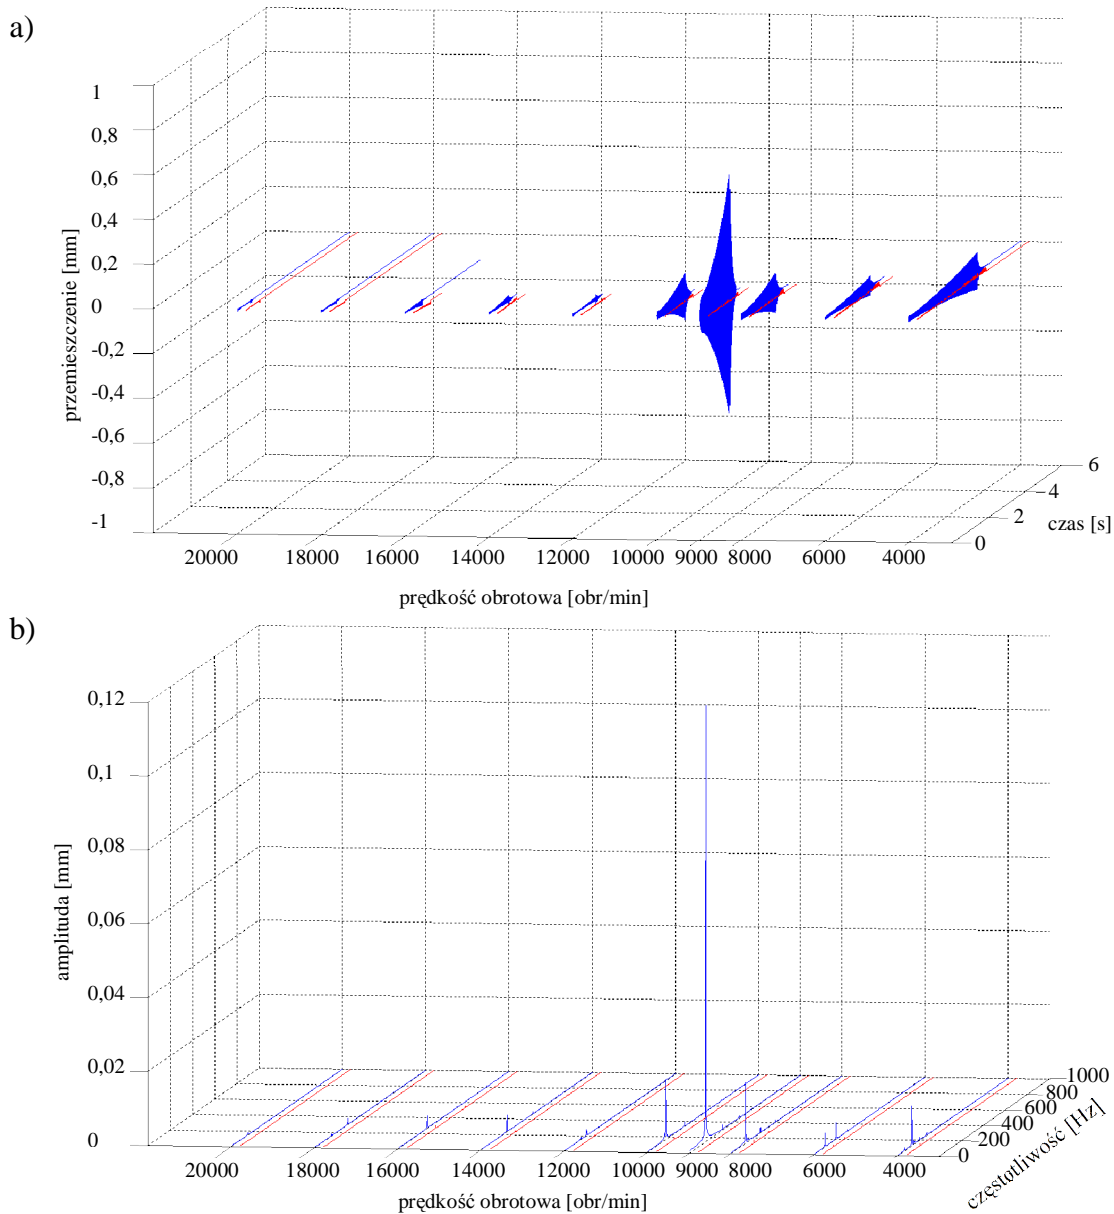 a)
1
0,8
0,6
0,4
0,2
0
-0,2
-0,4
-0,6
-0,8
-1
przemieszczenie [mm]
6
4
2
0
czas [s]
20000 18000 16000 14000 12000 10000 9000 8000 6000 4000
prędkość obrotowa [obr/min]
b)
0,12
0,1
0,08
0,06
0,04
0,02
0
amplituda [mm]
1000
800
600
400
200
0
częstotliwość [Hz]
20000 18000 16000 14000 12000 10000 9000 8000 6000 4000
prędkość obrotowa [obr/min]